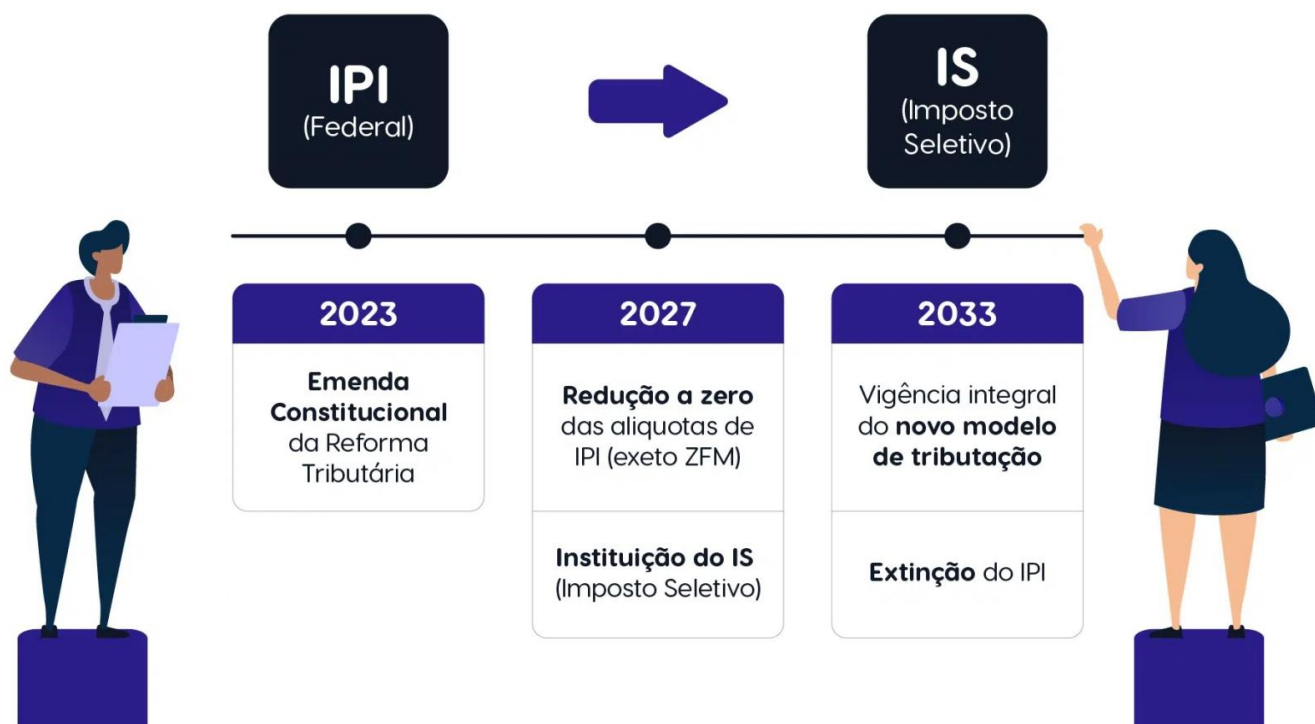 IPI
(Federal)
IS
(Imposto
Seletivo)
2023
Emenda
Constitucional
da Reforma
Tributária
2027
Redução a zero
das aliquotas de
IPI (exeto ZFM)
Instituição do IS
(Imposto Seletivo)
2033
Vigência integral
do novo modelo
de tributação
Extinção do IPI